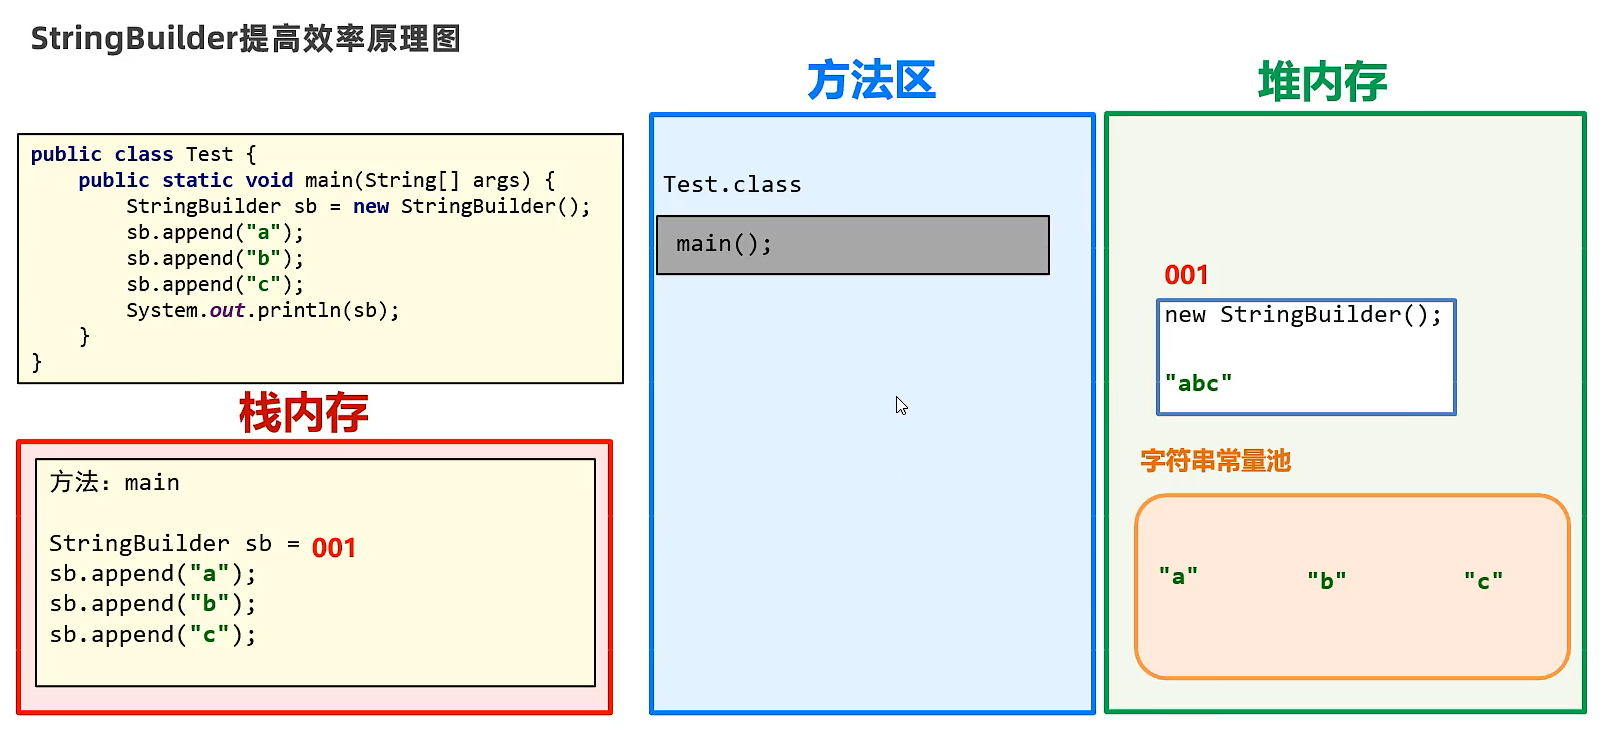 StringBuilder提高效率原理图
public class Test {
public static void main(String[] args) {
StringBuilder sb = new StringBuilder();
sb.append("a");
sb.append("b");
sb.append("c");
System.out.println(sb);
}
}
栈内存
方法：main
StringBuilder sb = 001
sb.append("a");
sb.append("b");
sb.append("c");
方法区
Test.class
main();
堆内存
001
new StringBuilder();
"abc"
字符串常量池
"a" "b" "c"